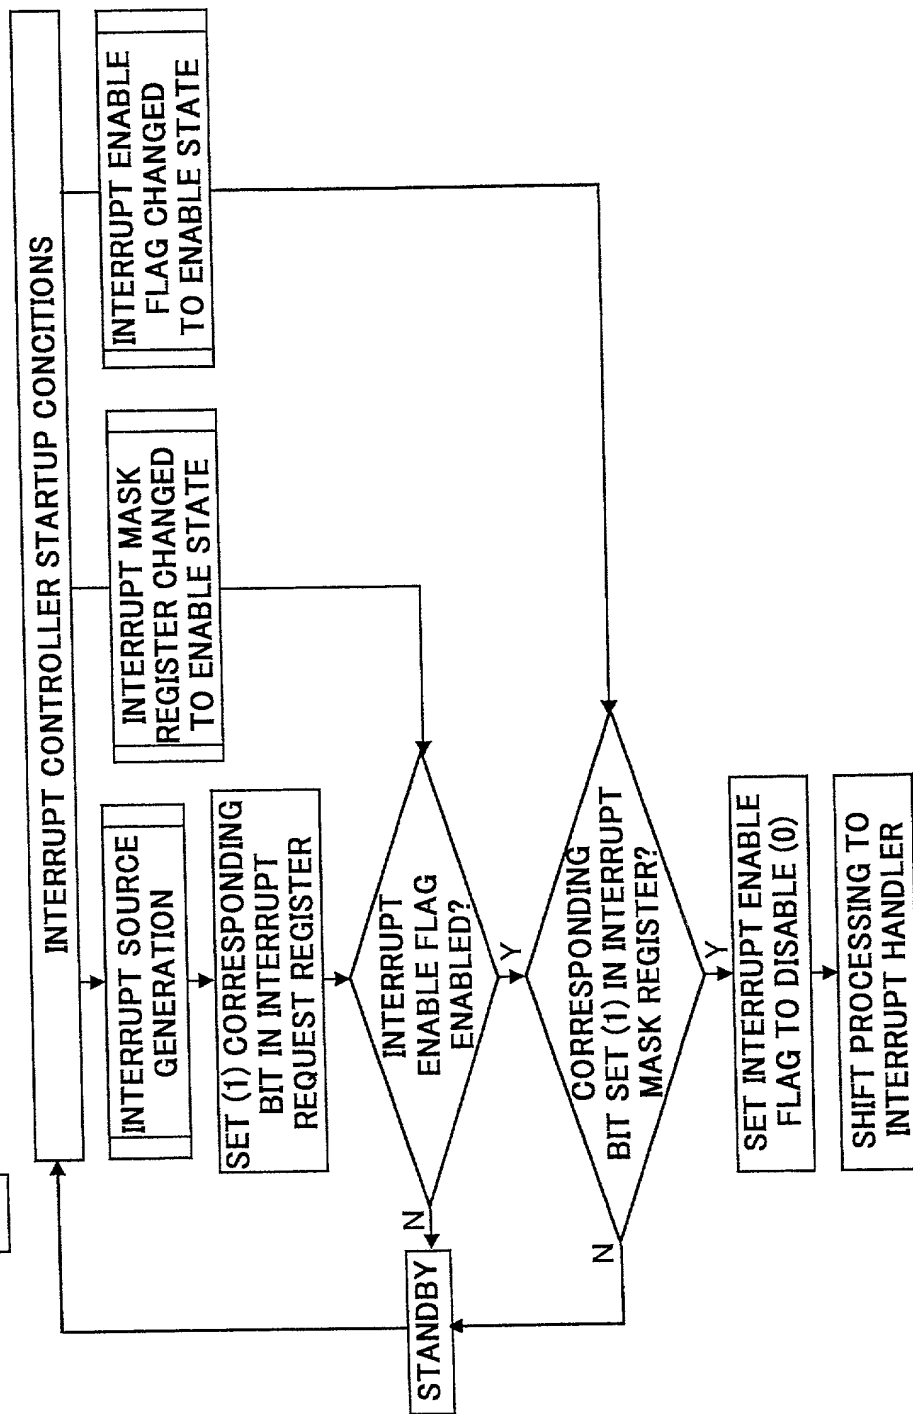 INTERRUPT CONTROLLER STARTUP CONCITIONS
INTERRUPT SOURCE
GENERATION
INTERRUPT MASK
REGISTER CHANGED
TO ENABLE STATE
INTERRUPT ENABLE
FLAG CHANGED
TO ENABLE STATE
SET (1) CORRESPONDING
BIT IN INTERRUPT
REQUEST REGISTER
INTERRUPT
ENABLE FLAG
ENABLED?
N
Y
STANDBY
CORRESPONDING
BIT SET (1) IN INTERRUPT
MASK REGISTER?
N
Y
SET INTERRUPT ENABLE
FLAG TO DISABLE (0)
SHIFT PROCESSING TO
INTERRUPT HANDLER